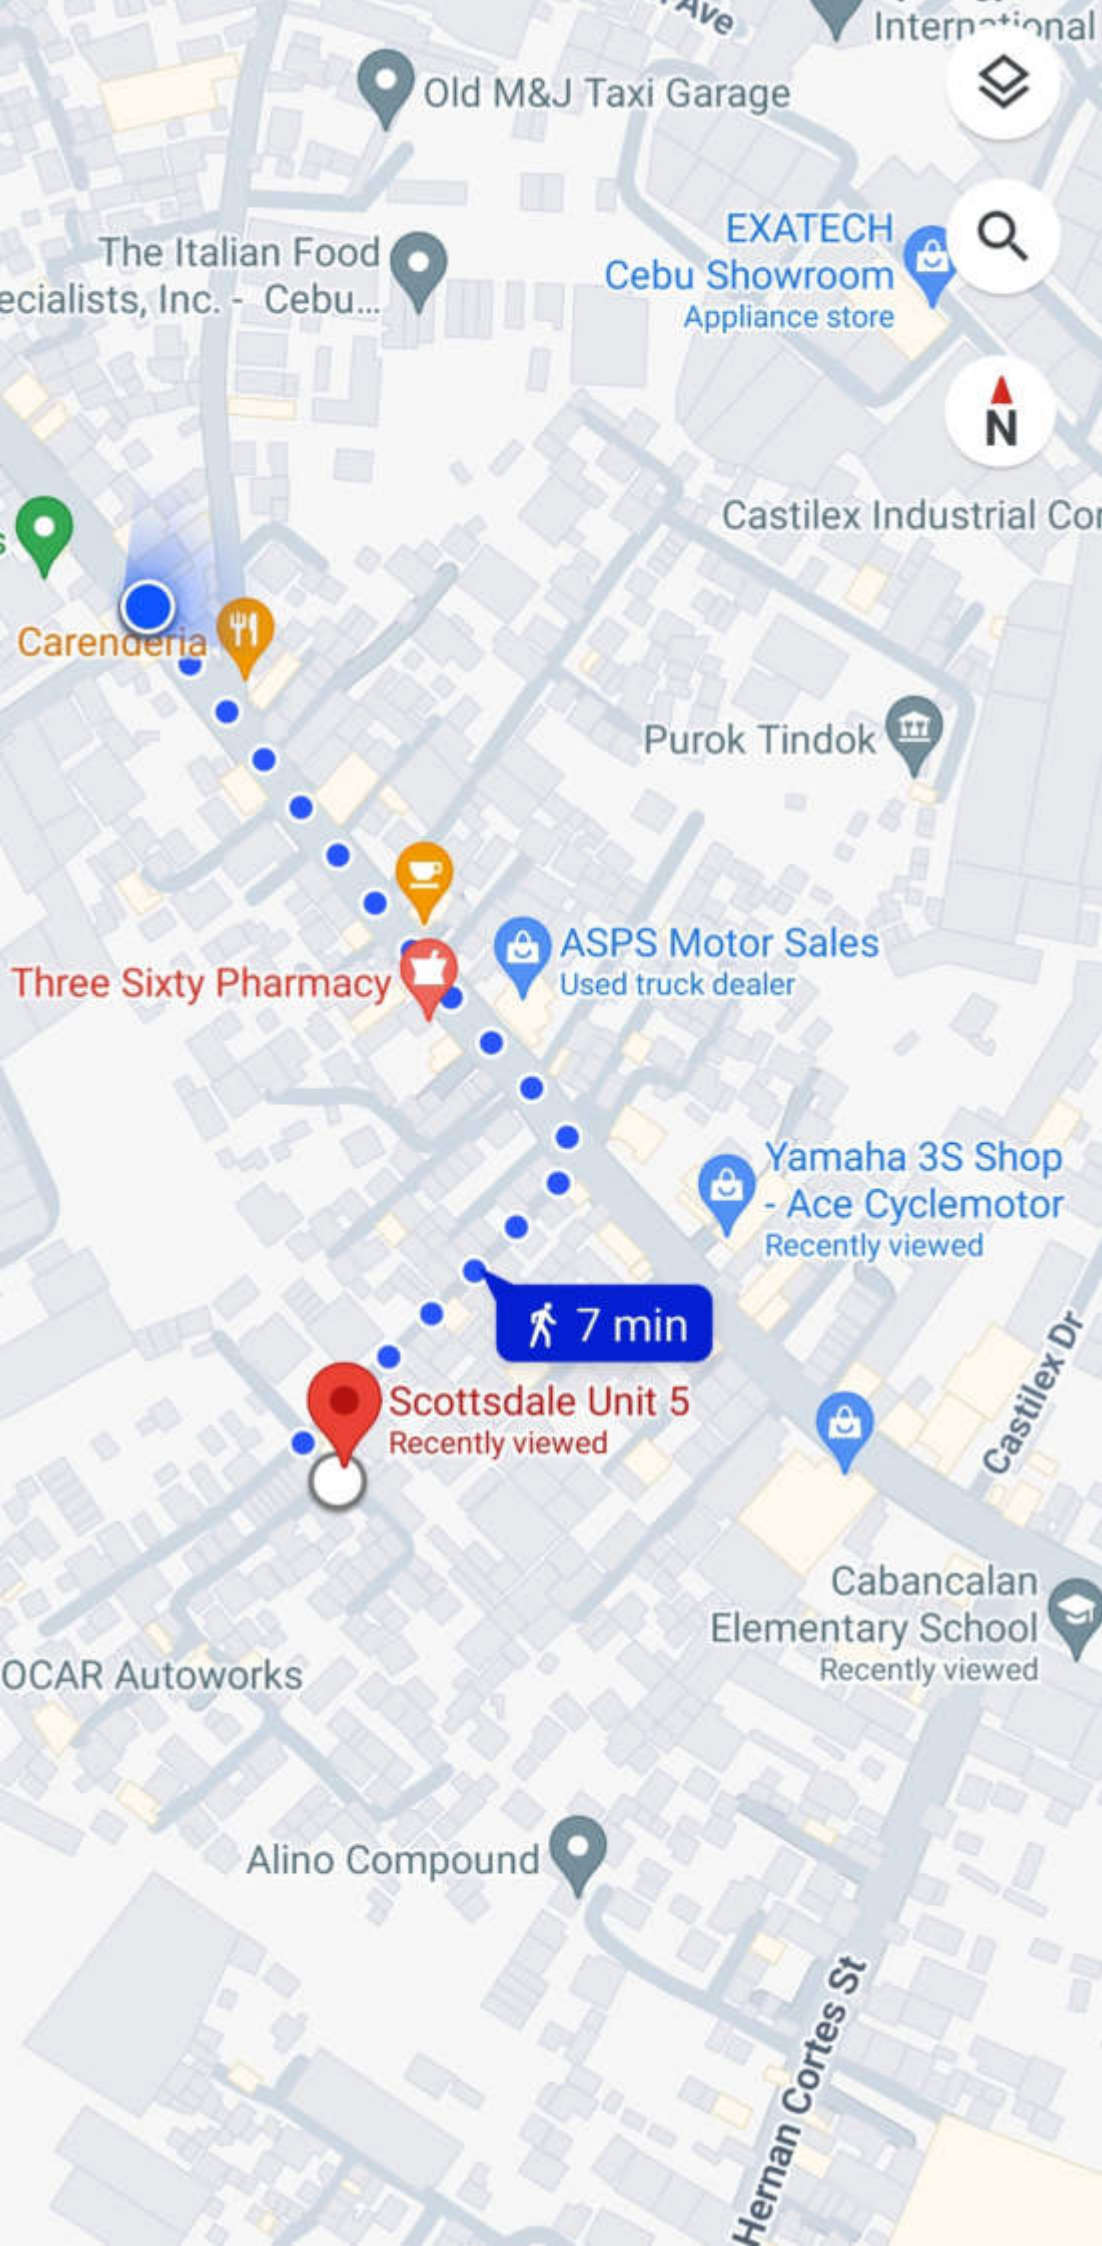 Ave
International
Old M&J Taxi Garage
The Italian Food
ecialists, Inc. - Cebu...
EXATECH
Cebu Showroom
Appliance store
N
Castilex Industrial Cor
s
Carenderia
Purok Tindok
ASPS Motor Sales
Used truck dealer
Three Sixty Pharmacy
Yamaha 3S Shop
- Ace Cyclemotor
Recently viewed
7 min
Castilex Dr
Scottsdale Unit 5
Recently viewed
Cabancalan
Elementary School
Recently viewed
OCAR Autoworks
Alino Compound
Hernan Cortes St